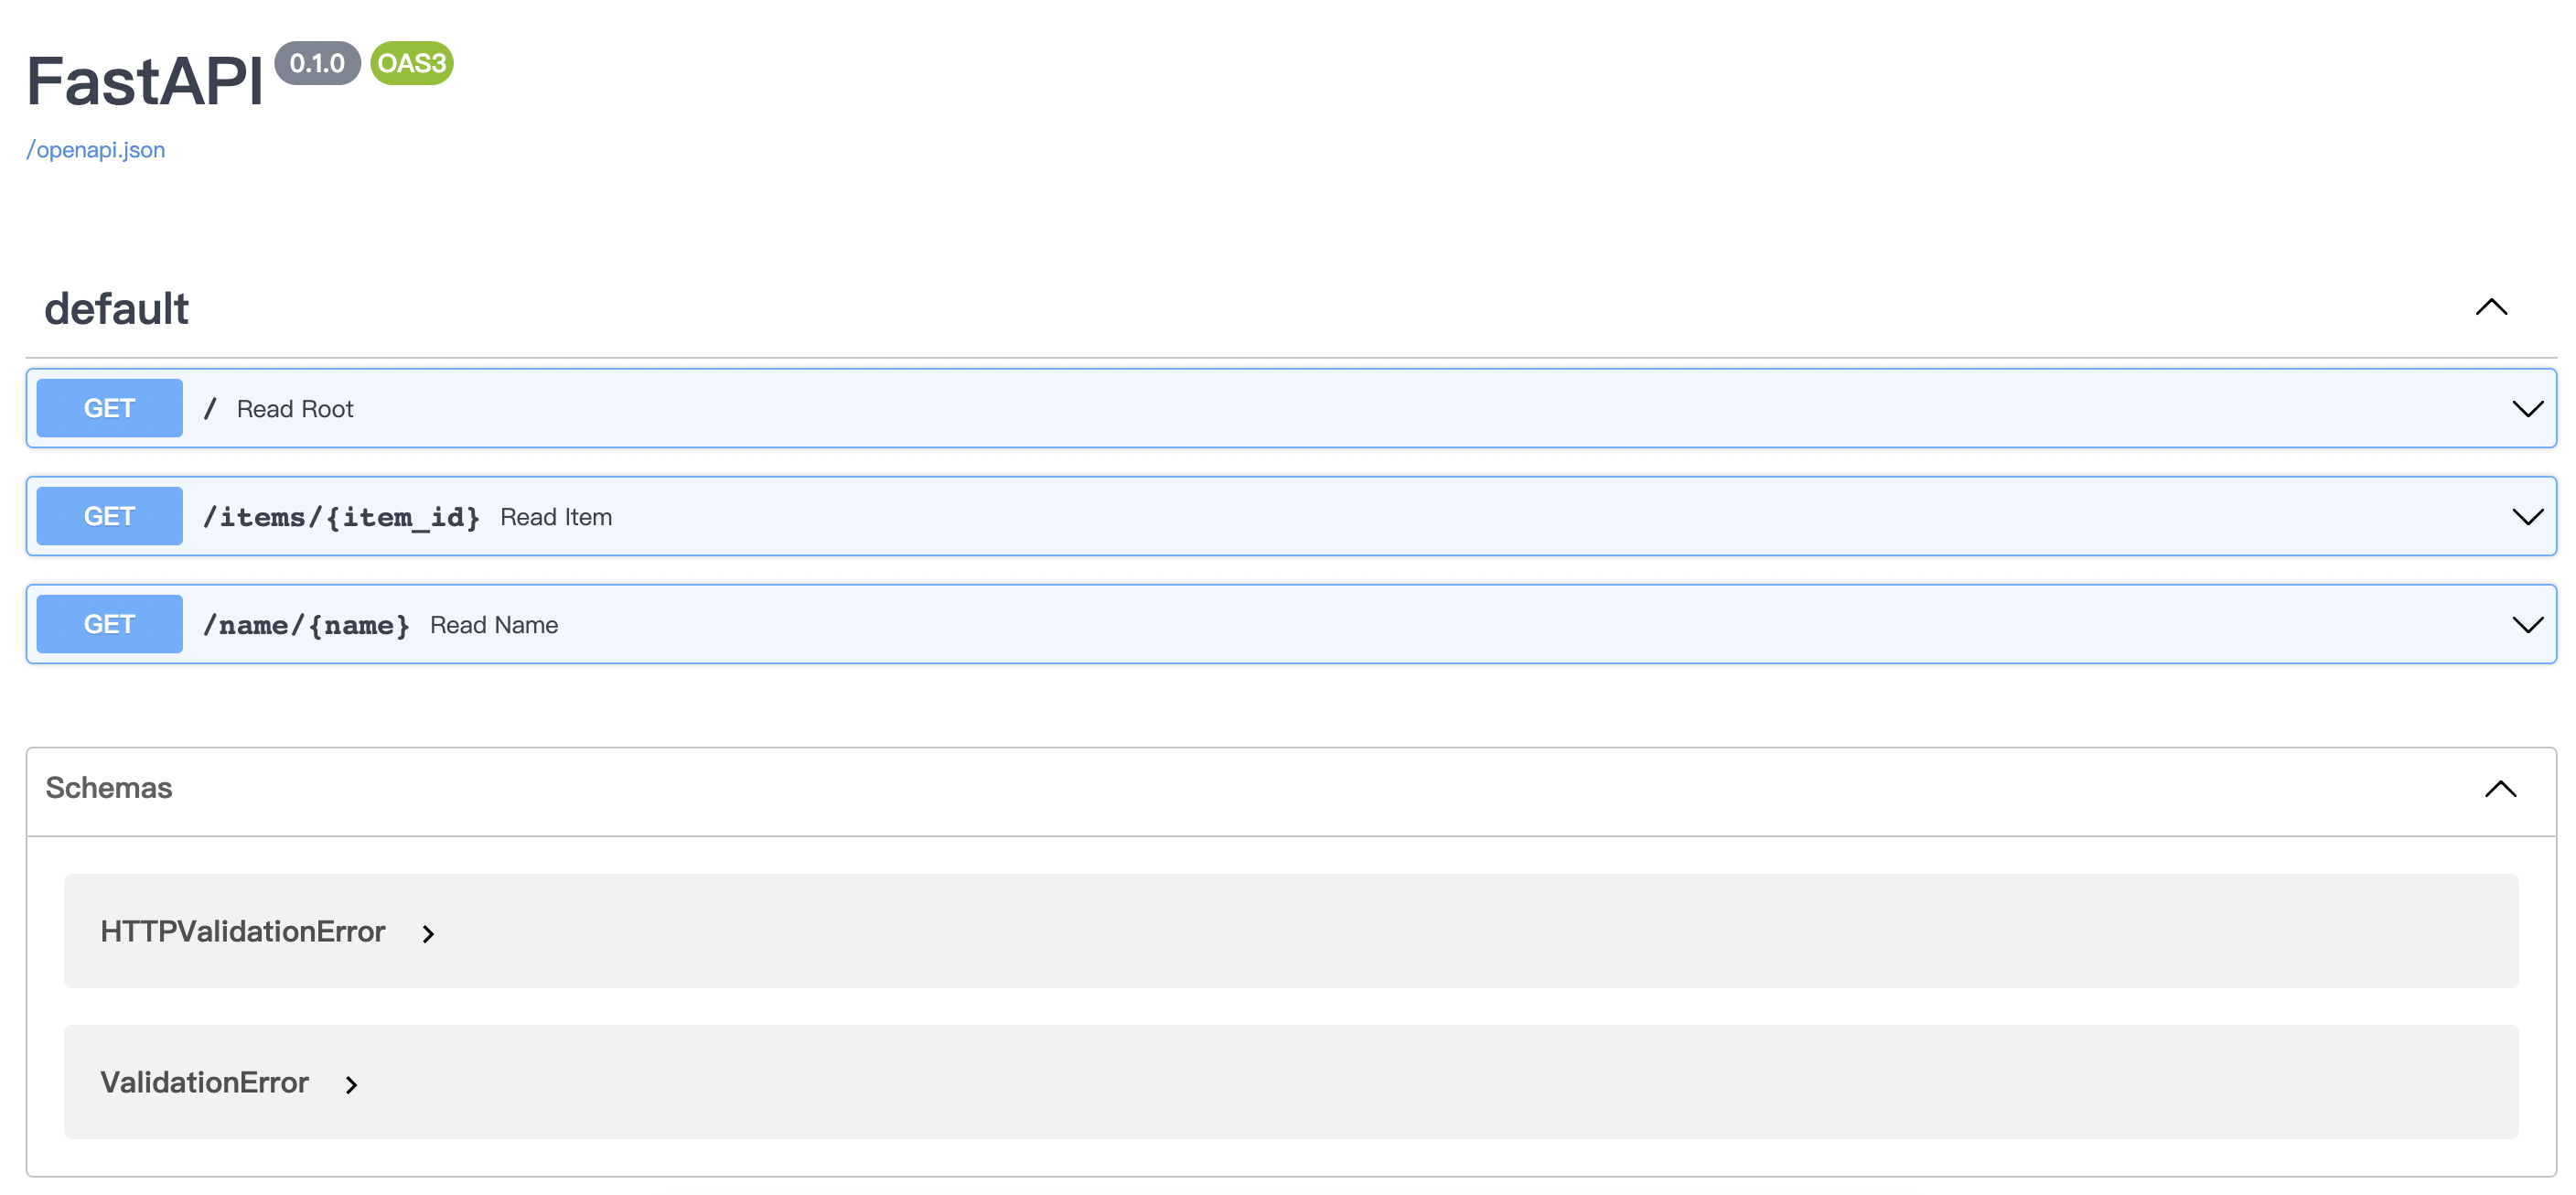 FastAPI 0.1.0 OAS3
/openapi.json
default
GET / Read Root
GET /items/{item_id} Read Item
GET /name/{name} Read Name
Schemas
HTTPValidationError
ValidationError